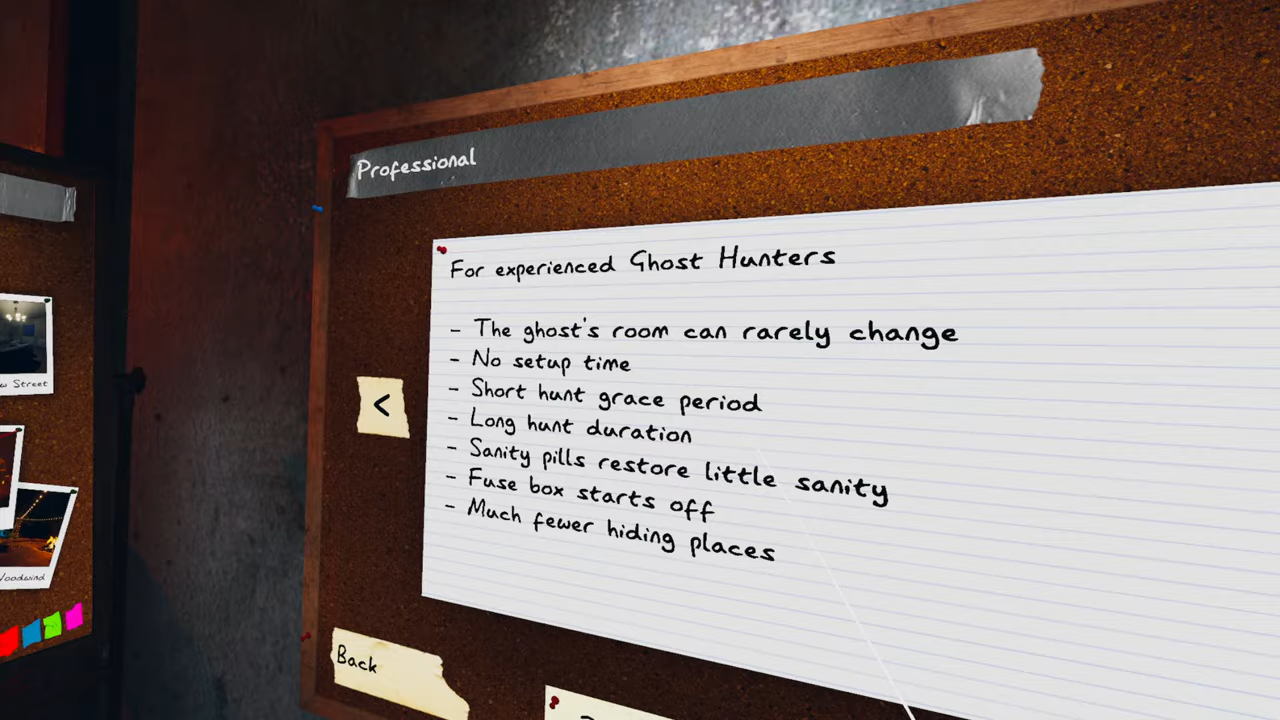 Professional
For experienced Ghost Hunters
- The ghost's room can rarely change
- No setup time
- Short hunt grace period
- Long hunt duration
- Sanity pills restore little sanity
- Fuse box starts off
- Much fewer hiding places
<
Back
Woodwind